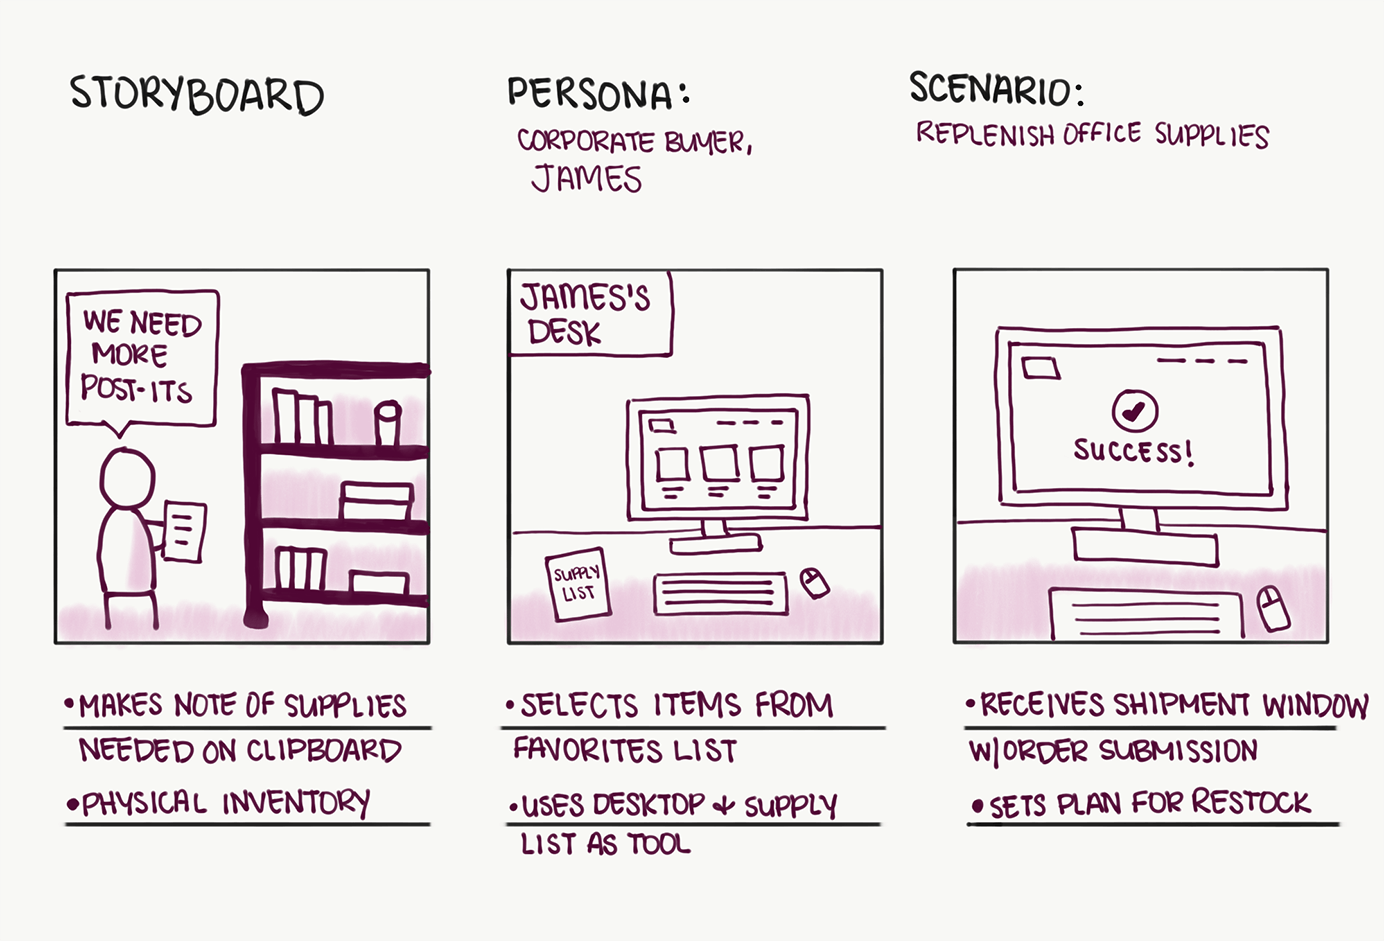 STORYBOARD
PERSONA:
CORPORATE BUYER,
JAMES
SCENARIO:
REPLENISH OFFICE SUPPLIES
WE NEED
MORE
POST-ITS
•MAKES NOTE OF SUPPLIES
NEEDED ON CLIPBOARD
•PHYSICAL INVENTORY
JAMES'S
DESK
SUPPLY
LIST
•SELECTS ITEMS FROM
FAVORITES LIST
•USES DESKTOP + SUPPLY
LIST AS TOOL
SUCCESS!
•RECEIVES SHIPMENT WINDOW
W/ORDER SUBMISSION
•SETS PLAN FOR RESTOCK